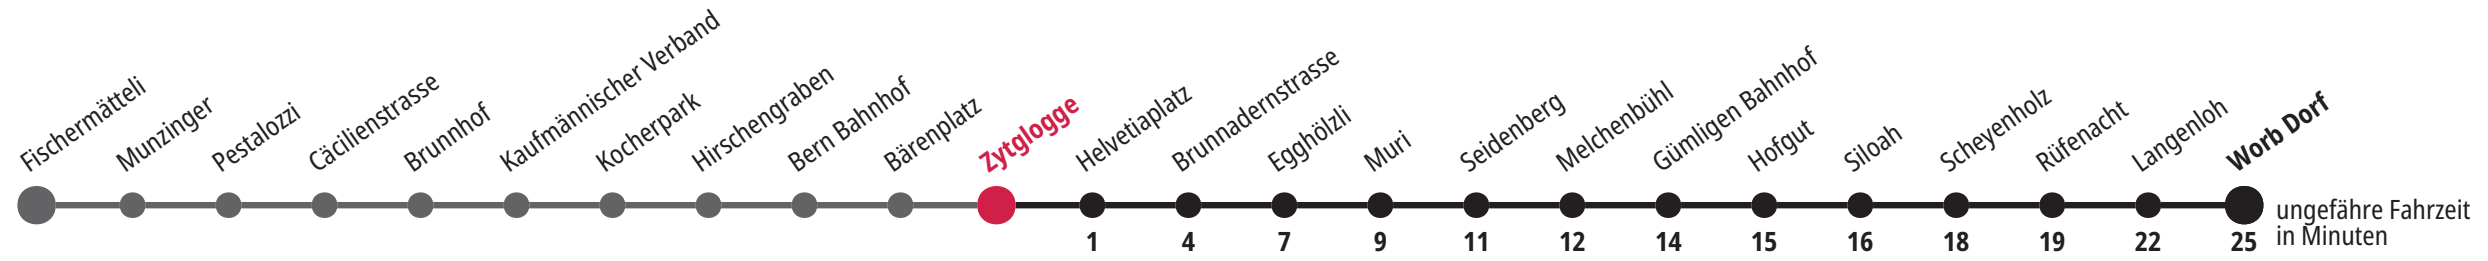 Fischermätteli
Munzinger
Pestalozzi
Cäcilienstrasse
Brunnhof
Kaufmännischer Verband
Kocherpark
Hirschengraben
Bern Bahnhof
Bärenplatz
Zytglogge
Helvetiaplatz
Brunnadernstrasse
Egghölzli
Muri
Seidenberg
Melchenbühl
Gümligen Bahnhof
Hofgut
Siloah
Scheyenholz
Rüfenacht
Langenloh
Worb Dorf
1 4 7 9 11 12 14 15 16 18 19 22 25
ungefähre Fahrzeit
in Minuten